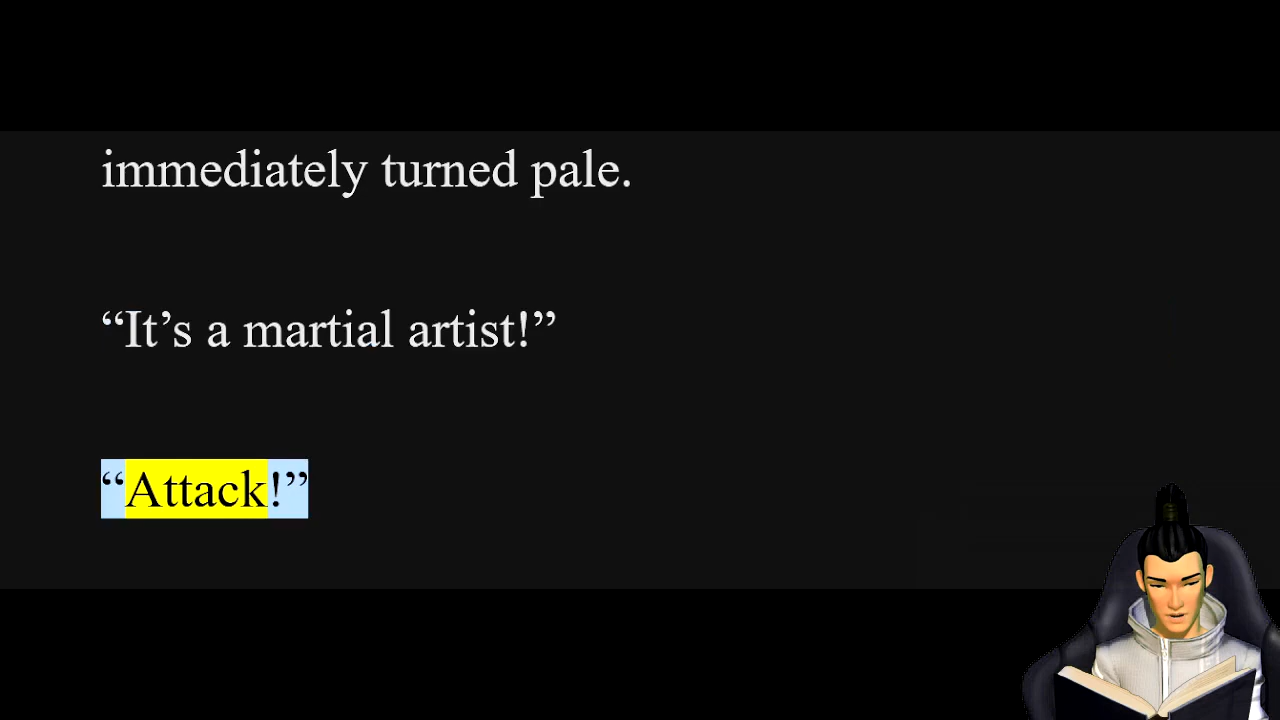 immediately turned pale.
“It’s a martial artist!”
“Attack!”